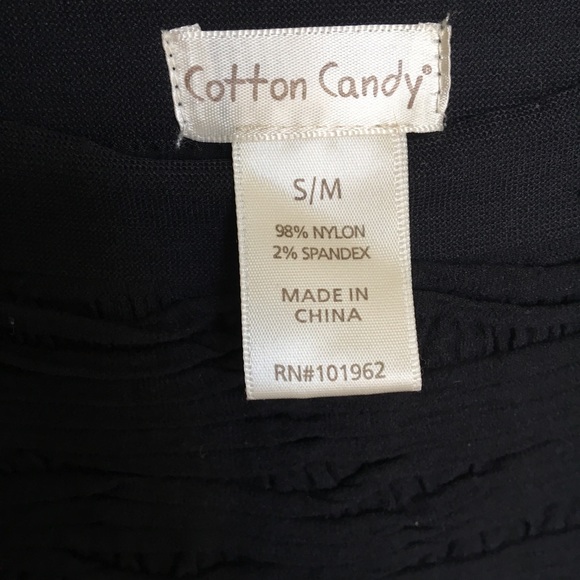 Cotton Candy®
S/M
98% NYLON
2% SPANDEX
MADE IN
CHINA
RN#101962